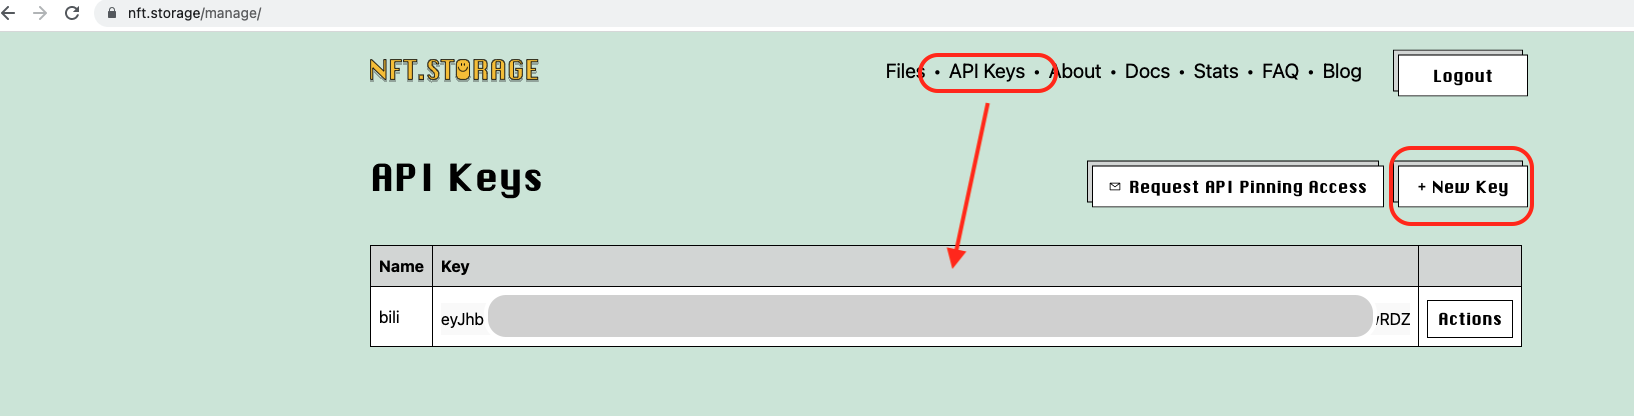 nft.storage/manage/
NFT.STORAGE
Files • API Keys • About • Docs • Stats • FAQ • Blog
Logout
API Keys
Request API Pinning Access
+ New Key
Name Key
bili eyJhb RDZ Actions